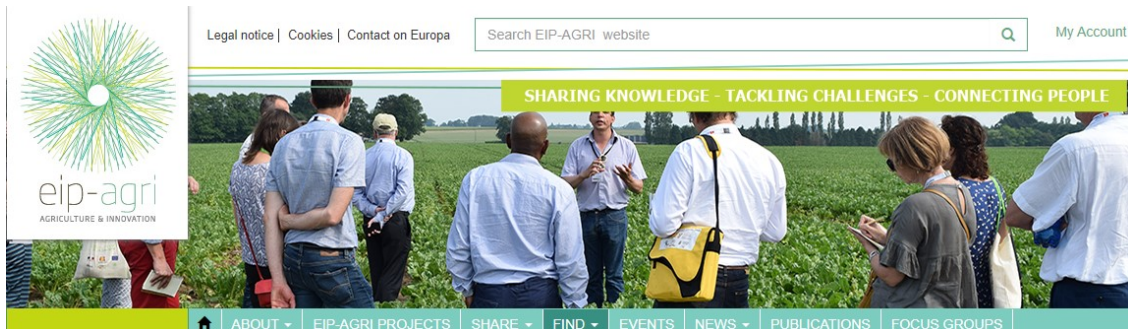 Legal notice | Cookies | Contact on Europa
Search EIP-AGRI website
My Account
SHARING KNOWLEDGE - TACKLING CHALLENGES - CONNECTING PEOPLE
eip-agri
AGRICULTURE & INNOVATION
ABOUT EIP-AGRI PROJECTS SHARE FIND EVENTS NEWS PUBLICATIONS FOCUS GROUPS